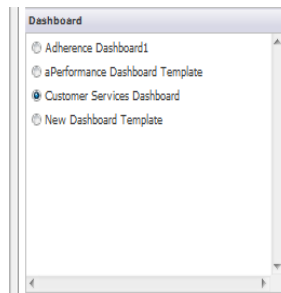 Dashboard
Adherence Dashboard1
aPerformance Dashboard Template
Customer Services Dashboard
New Dashboard Template